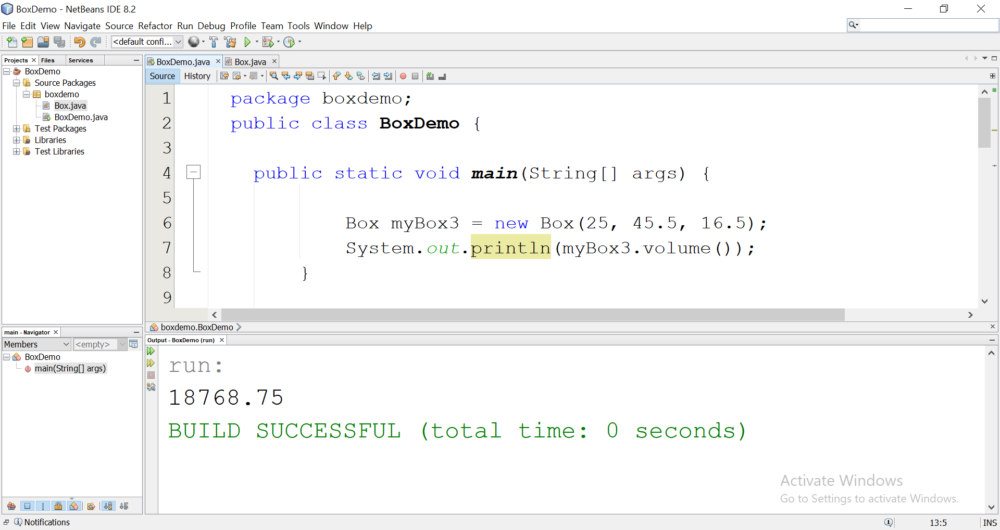 BoxDemo - NetBeans IDE 8.2
File Edit View Navigate Source Refactor Run Debug Profile Team Tools Window Help
<default confi...
Projects Files Services
BoxDemo
Source Packages
boxdemo
Box.java
BoxDemo.java
Test Packages
Libraries
Test Libraries
BoxDemo.java Box.java
Source History
1 package boxdemo;
2 public class BoxDemo {
3
4 public static void main(String[] args) {
5
6 Box myBox3 = new Box(25, 45.5, 16.5);
7 System.out.println(myBox3.volume());
8 }
9
boxdemo.BoxDemo
main - Navigator
Members <empty>
BoxDemo
main(String[] args)
Output - BoxDemo (run)
run:
18768.75
BUILD SUCCESSFUL (total time: 0 seconds)
Activate Windows
Go to Settings to activate Windows.
Notifications
13:5 INS